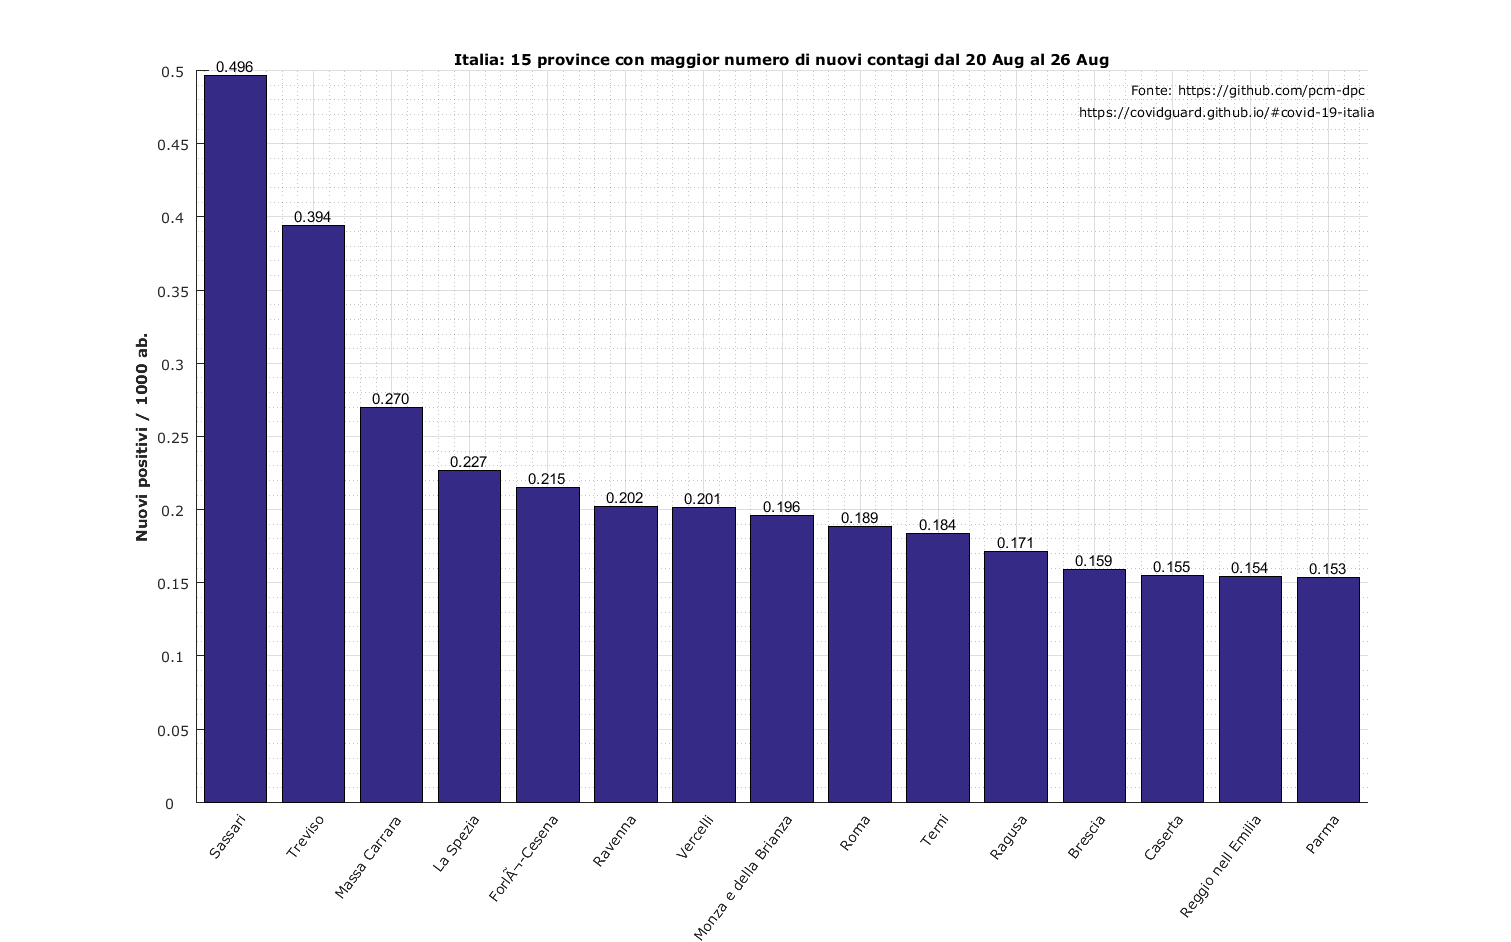 Italia: 15 province con maggior numero di nuovi contagi dal 20 Aug al 26 Aug
Fonte: https://github.com/pcm-dpc
https://covidguard.github.io/#covid-19-italia
Nuovi positivi / 1000 ab.
0.5
0.45
0.4
0.35
0.3
0.25
0.2
0.15
0.1
0.05
0
0.496
0.394
0.270
0.227
0.215
0.202
0.201
0.196
0.189
0.184
0.171
0.159
0.155
0.154
0.153
Sassari
Treviso
Massa Carrara
La Spezia
ForlÃ¬-Cesena
Ravenna
Vercelli
Monza e della Brianza
Roma
Terni
Ragusa
Brescia
Caserta
Reggio nell Emilia
Parma